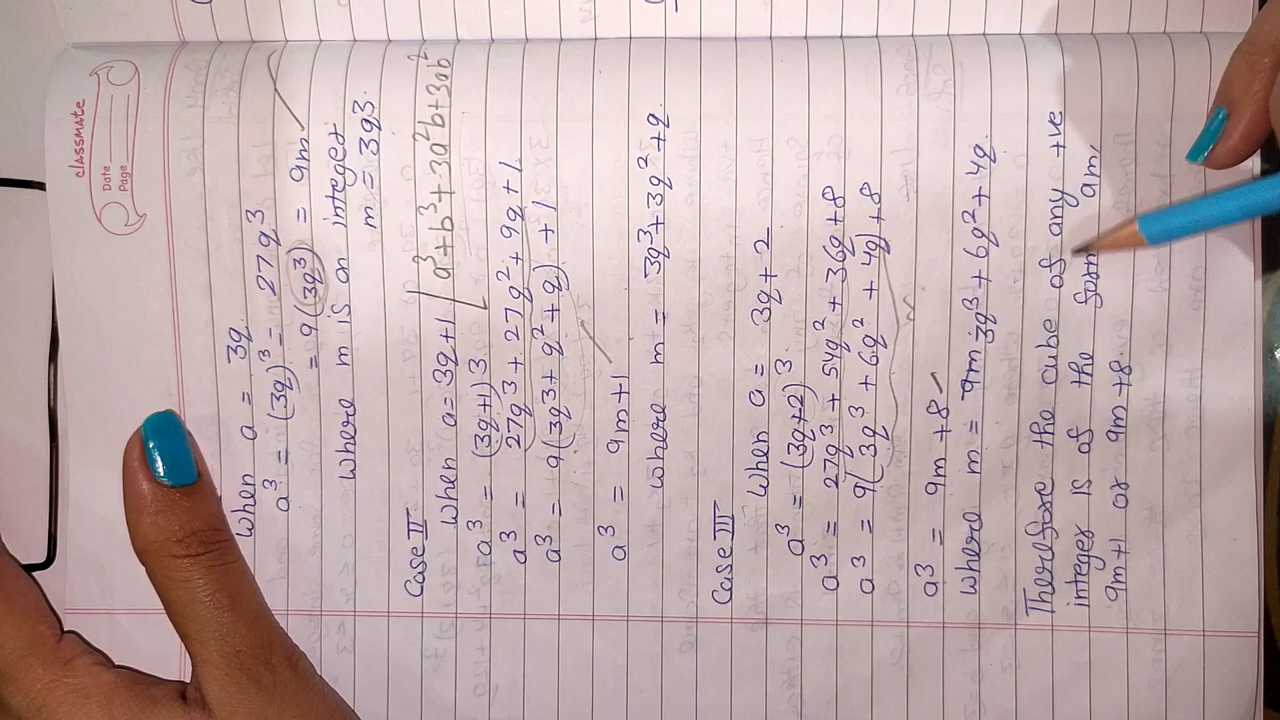 classmate
Date
Page
When a = 3q
a³ = (3q)³ = 27q³
= 9(3q³) = 9m
where m is an integer
m = 3q3.
Case II
When a = 3q+1 a³+b³+3a²b+3ab²
a³ = (3q+1)³
a³ = 27q³ + 27q² + 9q + 1
a³ = 9(3q³ + q² + q) + 1
a³ = 9m+1
where m = 3q³+3q²+q.
Case III
When a = 3q + 2
a³ = (3q+2)³
a³ = 27q³ + 54q² + 36q + 8
a³ = 9(3q³ + 6q² + 4q) + 8
a³ = 9m + 8
where m = 3q³ + 6q² + 4q.
Therefore the cube of any +ve
integer is of the form 9m,
9m+1 or 9m+8.